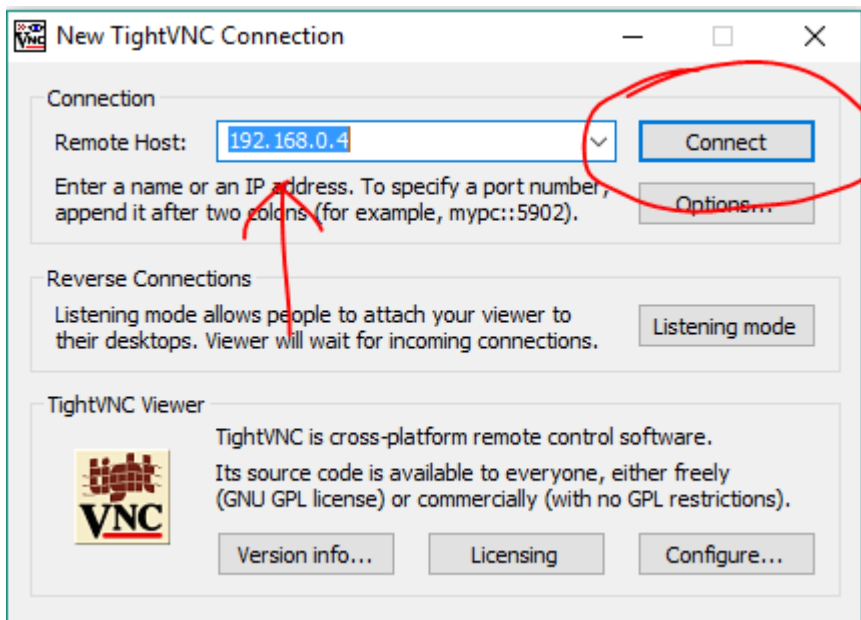 New TightVNC Connection
Connection
Remote Host: 192.168.0.4 Connect
Enter a name or an IP address. To specify a port number,
append it after two colons (for example, mypc::5902). Options...
Reverse Connections
Listening mode allows people to attach your viewer to
their desktops. Viewer will wait for incoming connections. Listening mode
TightVNC Viewer
TightVNC is cross-platform remote control software.
Its source code is available to everyone, either freely
(GNU GPL license) or commercially (with no GPL restrictions).
tight
VNC
Version info... Licensing Configure...